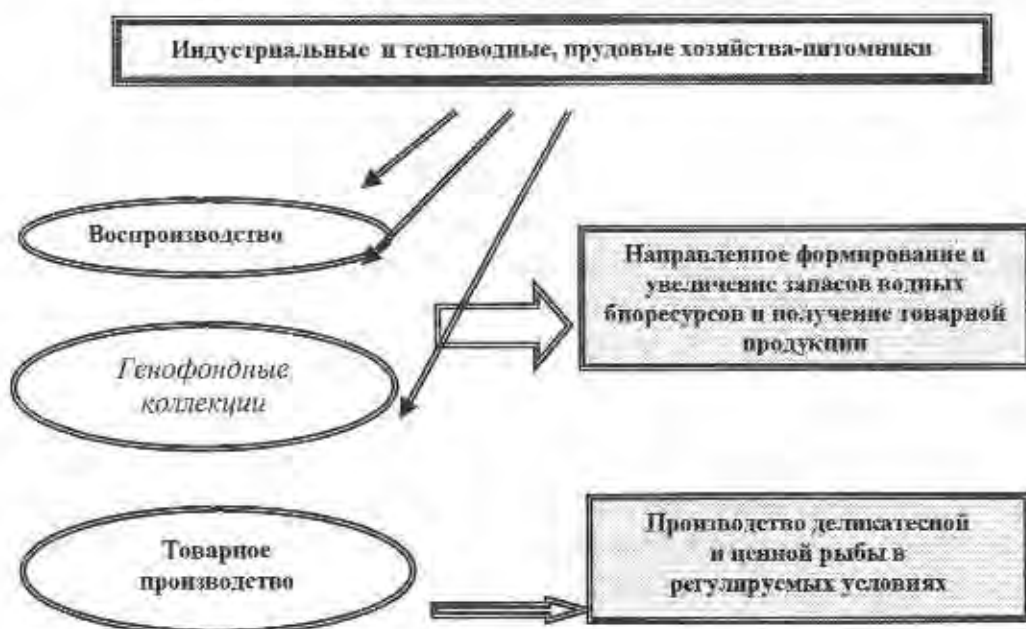 Индустриальные и тепловодные, прудовые хозяйства-питомники
Воспроизводство
Направленное формирование и
увеличение запасов водных
биоресурсов и получение товарной
продукции
Генофондные
коллекции
Товарное
производство
Производство деликатесной
и ценной рыбы в
регулируемых условиях